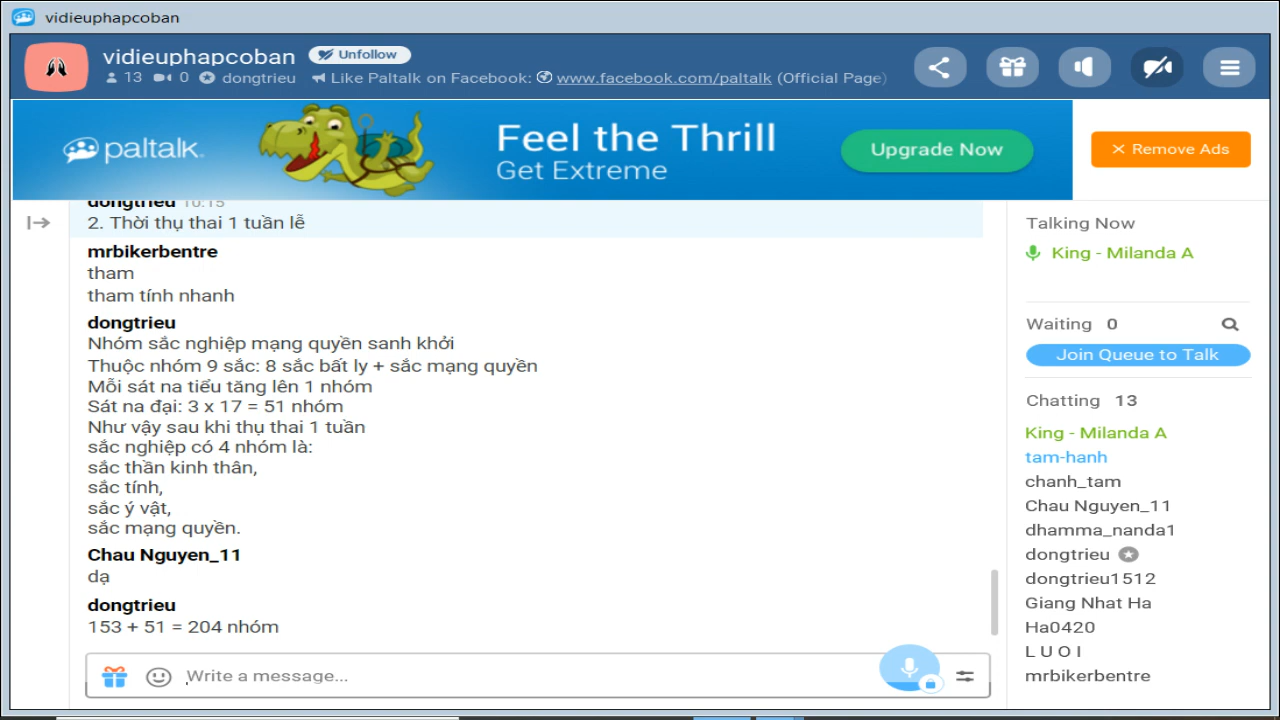 vidieuphapcoban
vidieuphapcoban Unfollow
13 0 dongtrieu Like Paltalk on Facebook: www.facebook.com/paltalk (Official Page)
paltalk.
Feel the Thrill
Get Extreme
Upgrade Now
× Remove Ads
dongtrieu 10:15
2. Thời thụ thai 1 tuần lễ
mrbikerbentre
tham
tham tính nhanh
dongtrieu
Nhóm sắc nghiệp mạng quyền sanh khởi
Thuộc nhóm 9 sắc: 8 sắc bất ly + sắc mạng quyền
Mỗi sát na tiểu tăng lên 1 nhóm
Sát na đại: 3 x 17 = 51 nhóm
Như vậy sau khi thụ thai 1 tuần
sắc nghiệp có 4 nhóm là:
sắc thần kinh thân,
sắc tính,
sắc ý vật,
sắc mạng quyền.
Chau Nguyen_11
dạ
dongtrieu
153 + 51 = 204 nhóm
Write a message...
Talking Now
King - Milanda A
Waiting 0
Join Queue to Talk
Chatting 13
King - Milanda A
tam-hanh
chanh_tam
Chau Nguyen_11
dhamma_nanda1
dongtrieu
dongtrieu1512
Giang Nhat Ha
Ha0420
L U O I
mrbikerbentre